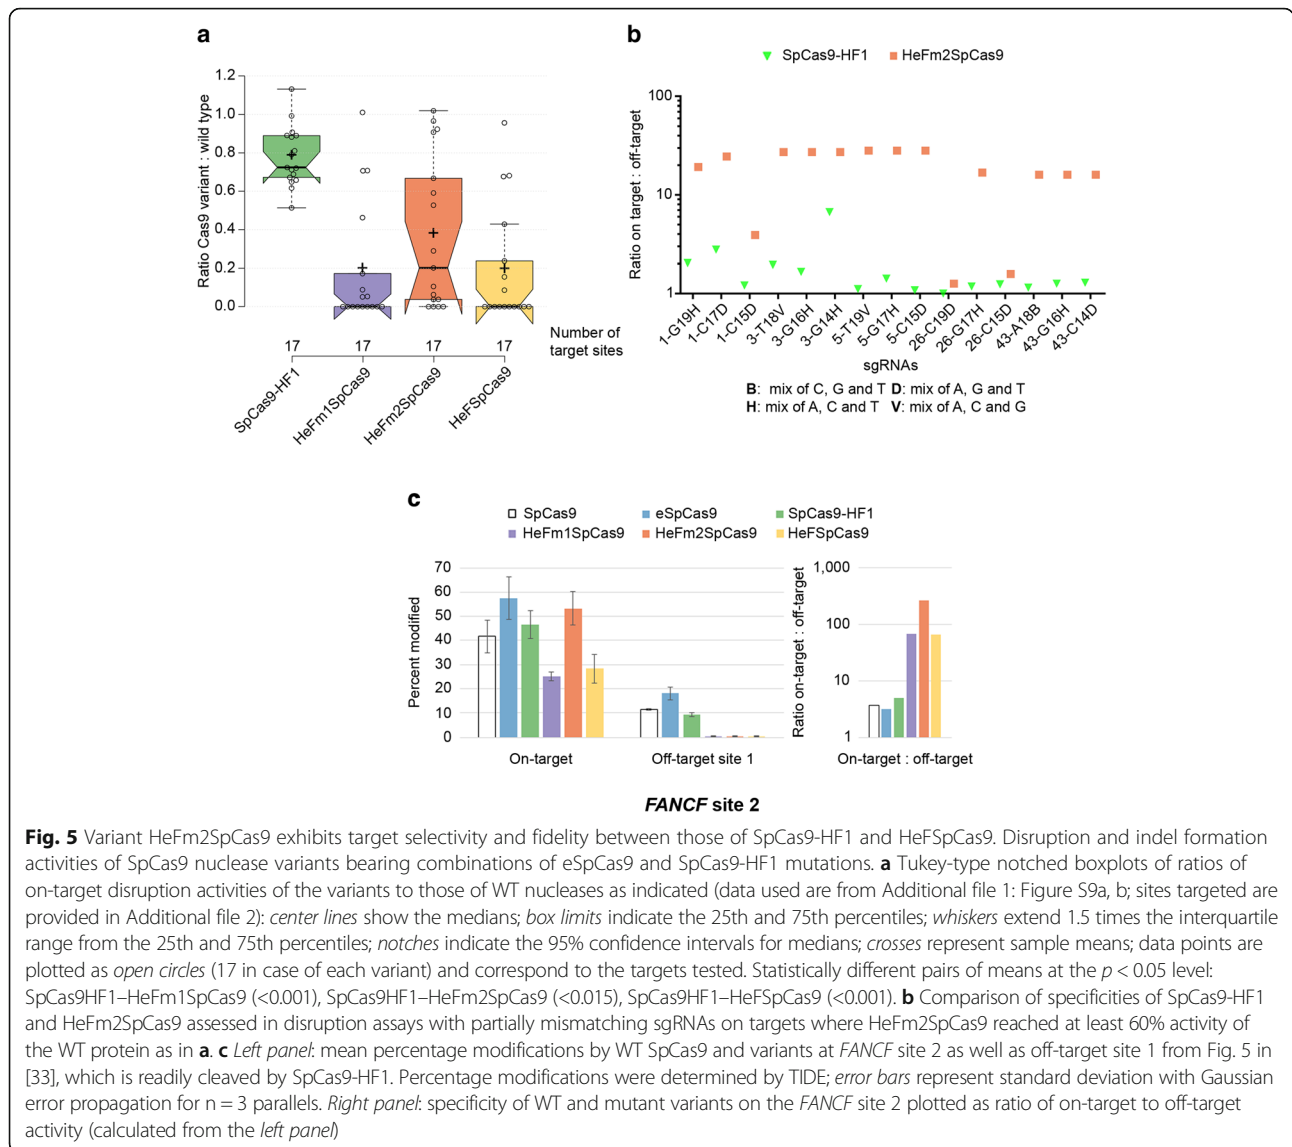 a
Ratio Cas9 variant : wild type
1.2
1.0
0.8
0.6
0.4
0.2
0.0
17 17 17 17
Number of
target sites
SpCas9-HF1
HeFm1SpCas9
HeFm2SpCas9
HeFSpCas9
b
SpCas9-HF1 HeFm2SpCas9
Ratio on target : off-target
100
10
1
1-G19H
1-C17D
1-C15D
3-T18V
3-G16H
3-G14H
5-T19V
5-G17H
5-C15D
26-C19D
26-G17H
26-C15D
43-A18B
43-G16H
43-C14D
sgRNAs
B: mix of C, G and T D: mix of A, G and T
H: mix of A, C and T V: mix of A, C and G
c
SpCas9 eSpCas9 SpCas9-HF1
HeFm1SpCas9 HeFm2SpCas9 HeFSpCas9
Percent modified
70
60
50
40
30
20
10
0
On-target Off-target site 1
Ratio on-target : off-target
1,000
100
10
1
On-target : off-target
FANCF site 2
Fig. 5 Variant HeFm2SpCas9 exhibits target selectivity and fidelity between those of SpCas9-HF1 and HeFSpCas9. Disruption and indel formation
activities of SpCas9 nuclease variants bearing combinations of eSpCas9 and SpCas9-HF1 mutations. a Tukey-type notched boxplots of ratios of
on-target disruption activities of the variants to those of WT nucleases as indicated (data used are from Additional file 1: Figure S9a, b; sites targeted are
provided in Additional file 2): center lines show the medians; box limits indicate the 25th and 75th percentiles; whiskers extend 1.5 times the interquartile
range from the 25th and 75th percentiles; notches indicate the 95% confidence intervals for medians; crosses represent sample means; data points are
plotted as open circles (17 in case of each variant) and correspond to the targets tested. Statistically different pairs of means at the p < 0.05 level:
SpCas9HF1–HeFm1SpCas9 (<0.001), SpCas9HF1–HeFm2SpCas9 (<0.015), SpCas9HF1–HeFSpCas9 (<0.001). b Comparison of specificities of SpCas9-HF1
and HeFm2SpCas9 assessed in disruption assays with partially mismatching sgRNAs on targets where HeFm2SpCas9 reached at least 60% activity of
the WT protein as in a. c Left panel: mean percentage modifications by WT SpCas9 and variants at FANCF site 2 as well as off-target site 1 from Fig. 5 in
[33], which is readily cleaved by SpCas9-HF1. Percentage modifications were determined by TIDE; error bars represent standard deviation with Gaussian
error propagation for n = 3 parallels. Right panel: specificity of WT and mutant variants on the FANCF site 2 plotted as ratio of on-target to off-target
activity (calculated from the left panel)